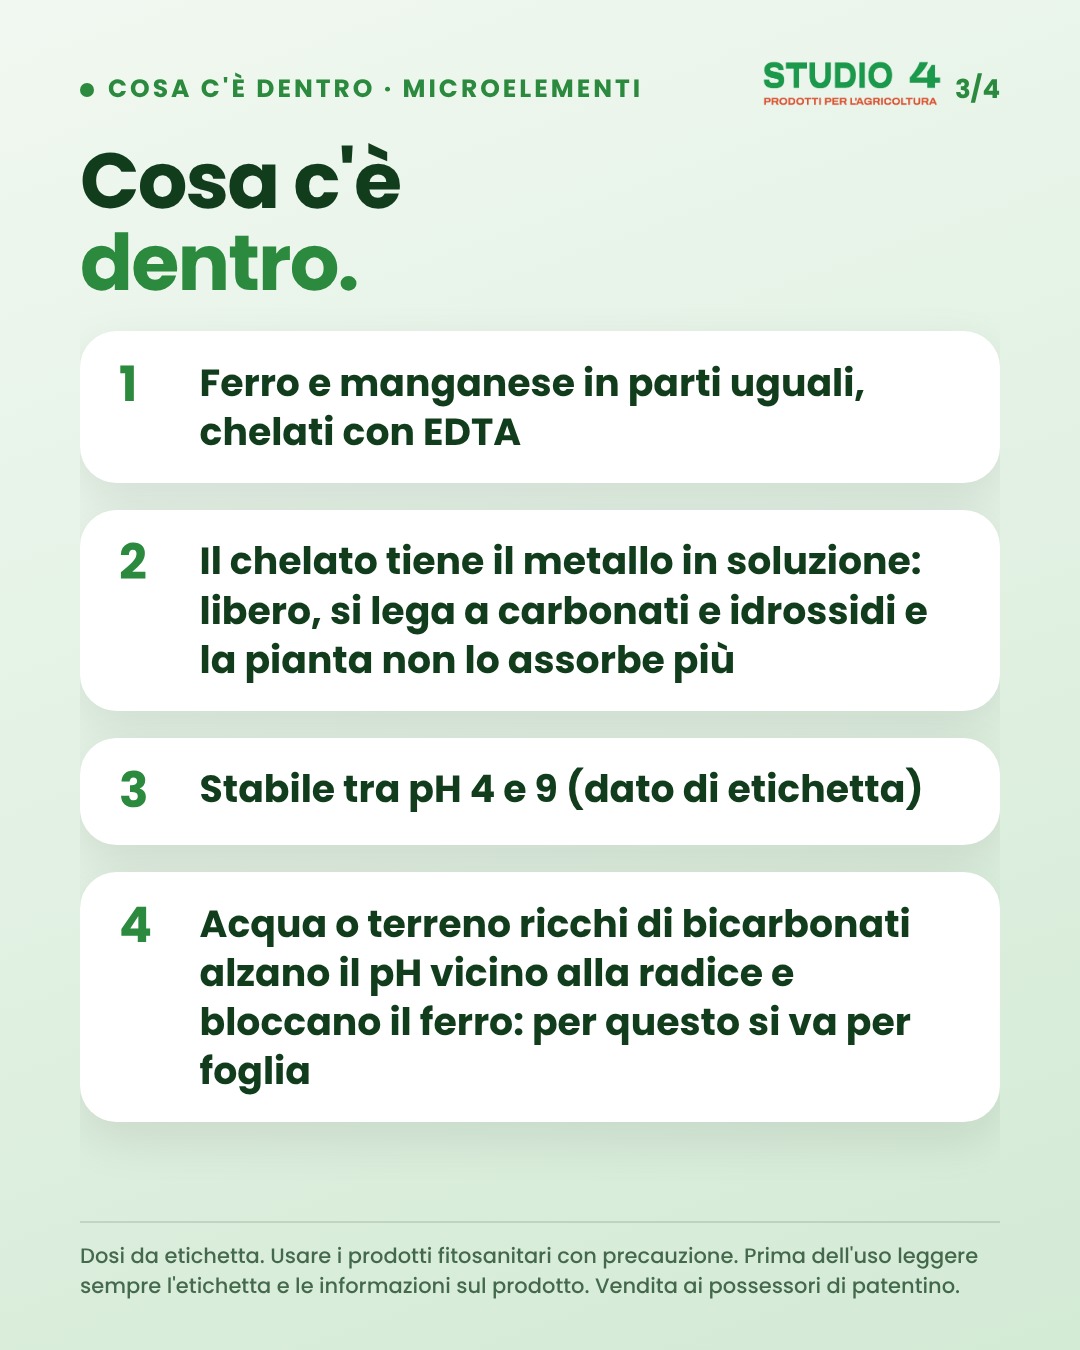 COSA C'È DENTRO · MICROELEMENTI
STUDIO 4
PRODOTTI PER L'AGRICOLTURA
3/4
Cosa c'è
dentro.
1
Ferro e manganese in parti uguali,
chelati con EDTA
2
Il chelato tiene il metallo in soluzione:
libero, si lega a carbonati e idrossidi e
la pianta non lo assorbe più
3
Stabile tra pH 4 e 9 (dato di etichetta)
4
Acqua o terreno ricchi di bicarbonati
alzano il pH vicino alla radice e
bloccano il ferro: per questo si va per
foglia
Dosi da etichetta. Usare i prodotti fitosanitari con precauzione. Prima dell'uso leggere
sempre l'etichetta e le informazioni sul prodotto. Vendita ai possessori di patentino.